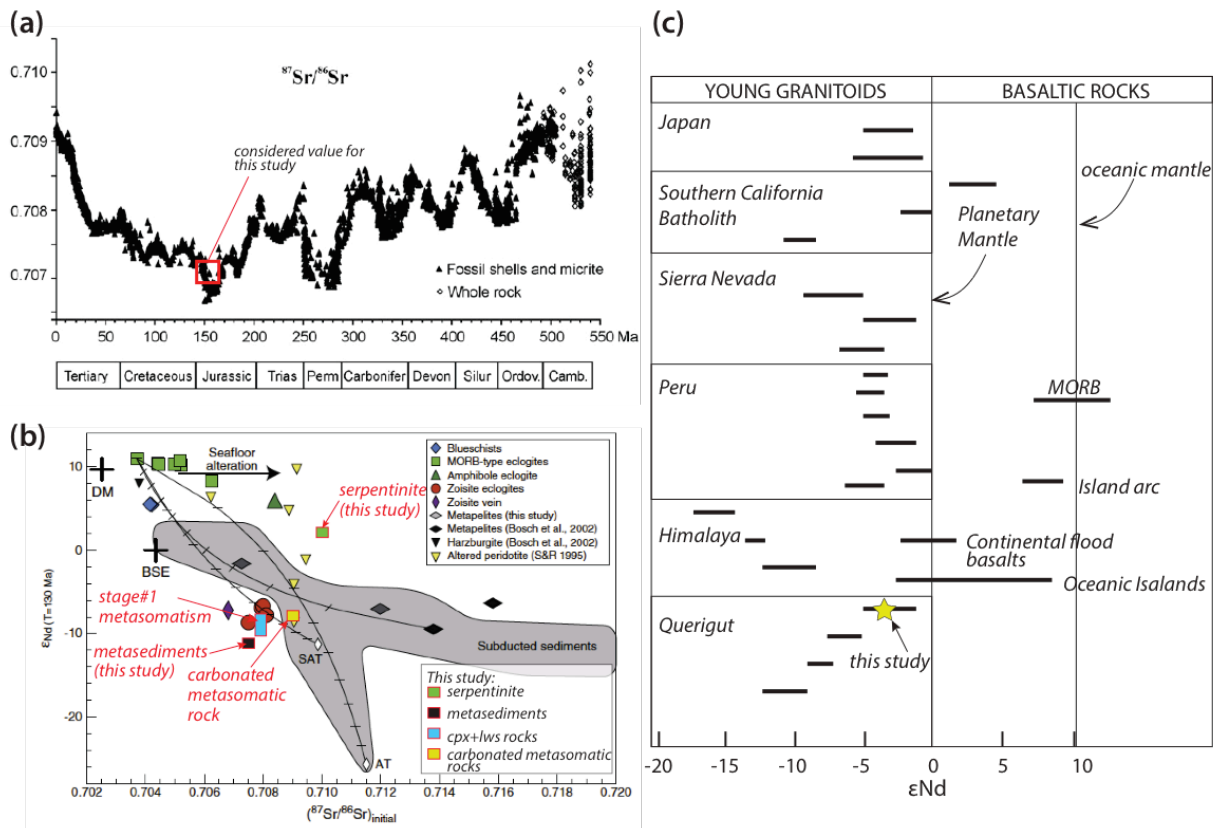 (a)
0.710
0.709
0.708
0.707
87Sr/86Sr
considered value for
this study
▲ Fossil shells and micrite
◊ Whole rock
0 50 100 150 200 250 300 350 400 450 500 550 Ma
Tertiary Cretaceous Jurassic Trias Perm Carbonifer Devon Silur Ordov. Camb.
(b)
εNd (T=130 Ma)
10
0
-10
-20
DM
BSE
Seafloor
alteration
Blueschists
MORB-type eclogites
Amphibole eclogite
Zoisite eclogites
Zoisite vein
Metapelites (this study)
Metapelites (Bosch et al., 2002)
Harzburgite (Bosch et al., 2002)
Altered peridotite (S&R 1995)
serpentinite
(this study)
stage#1
metasomatism
metasediments
(this study)
carbonated
metasomatic
rock
SAT
AT
Subducted sediments
This study:
serpentinite
metasediments
cpx+lws rocks
carbonated metasomatic
rocks
0.702 0.704 0.706 0.708 0.710 0.712 0.714 0.716 0.718 0.720
(87Sr/86Sr)initial
(c)
YOUNG GRANITOIDS BASALTIC ROCKS
Japan
oceanic mantle
Southern California
Batholith
Planetary
Mantle
Sierra Nevada
Peru
MORB
Island arc
Himalaya
Continental flood
basalts
Oceanic Isalands
Querigut
this study
-20 -15 -10 -5 0 5 10
εNd